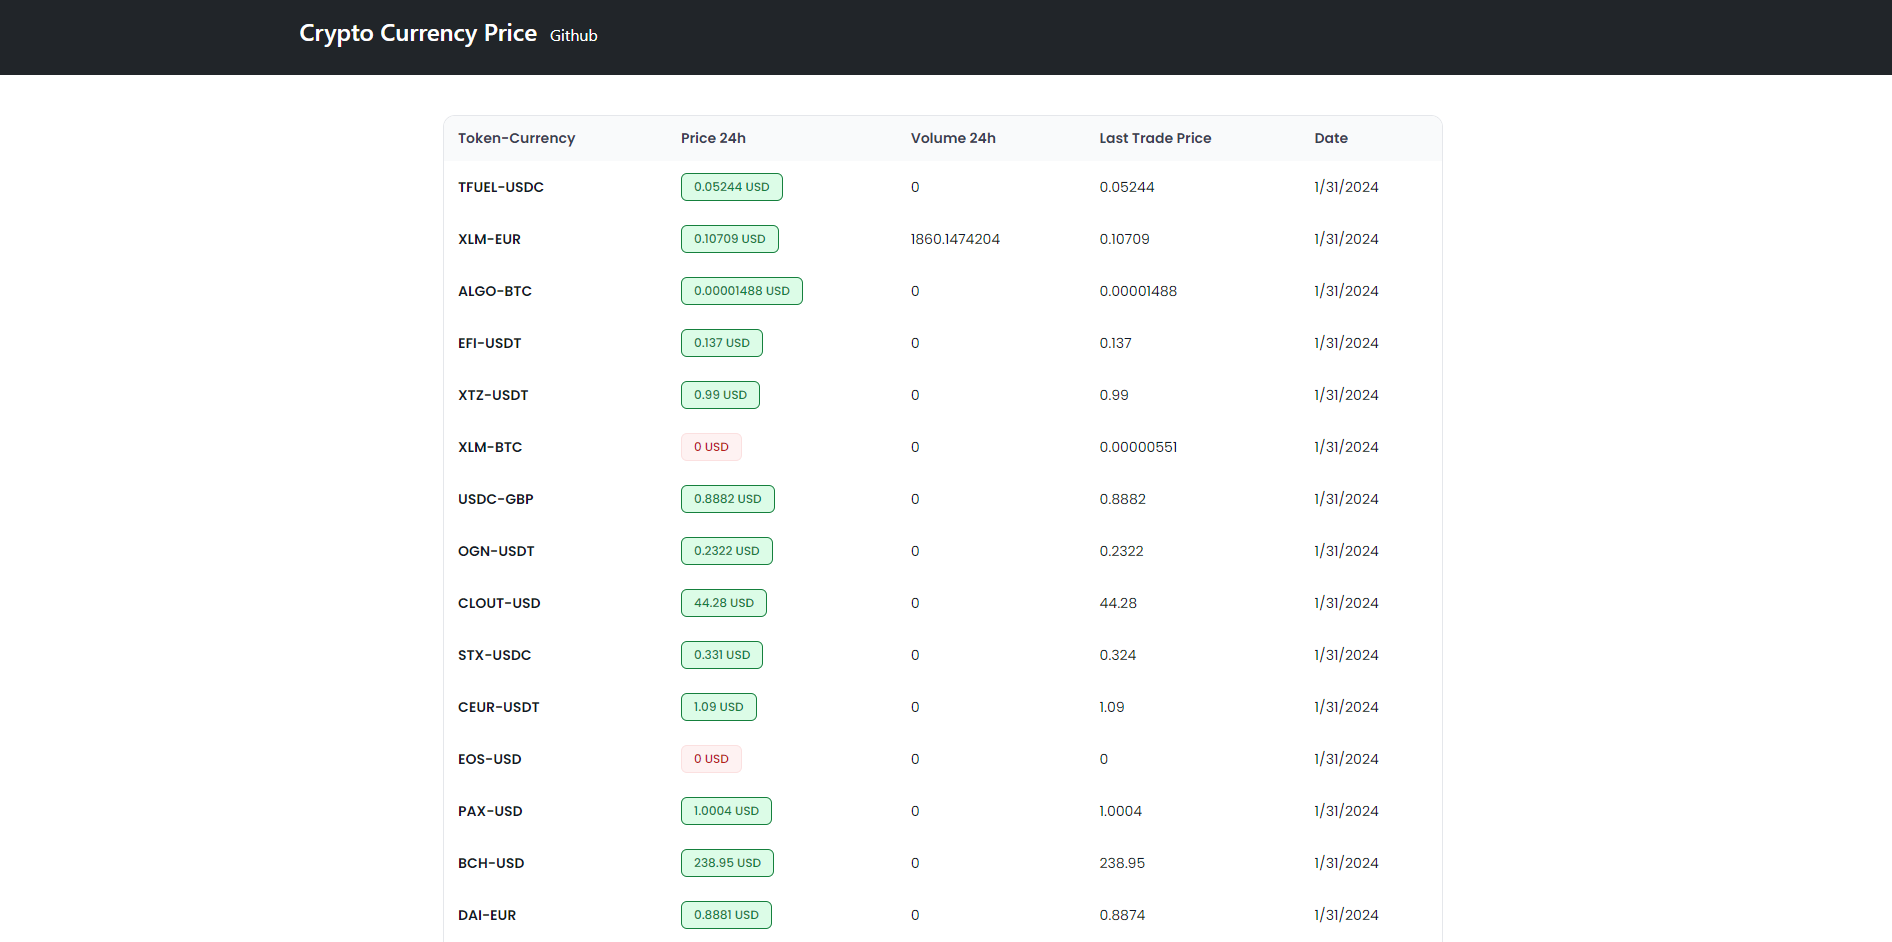 Crypto Currency Price Github
Token-Currency Price 24h Volume 24h Last Trade Price Date
TFUEL-USDC 0.05244 USD 0 0.05244 1/31/2024
XLM-EUR 0.10709 USD 1860.1474204 0.10709 1/31/2024
ALGO-BTC 0.00001488 USD 0 0.00001488 1/31/2024
EFI-USDT 0.137 USD 0 0.137 1/31/2024
XTZ-USDT 0.99 USD 0 0.99 1/31/2024
XLM-BTC 0 USD 0 0.00000551 1/31/2024
USDC-GBP 0.8882 USD 0 0.8882 1/31/2024
OGN-USDT 0.2322 USD 0 0.2322 1/31/2024
CLOUT-USD 44.28 USD 0 44.28 1/31/2024
STX-USDC 0.331 USD 0 0.324 1/31/2024
CEUR-USDT 1.09 USD 0 1.09 1/31/2024
EOS-USD 0 USD 0 0 1/31/2024
PAX-USD 1.0004 USD 0 1.0004 1/31/2024
BCH-USD 238.95 USD 0 238.95 1/31/2024
DAI-EUR 0.8881 USD 0 0.8874 1/31/2024